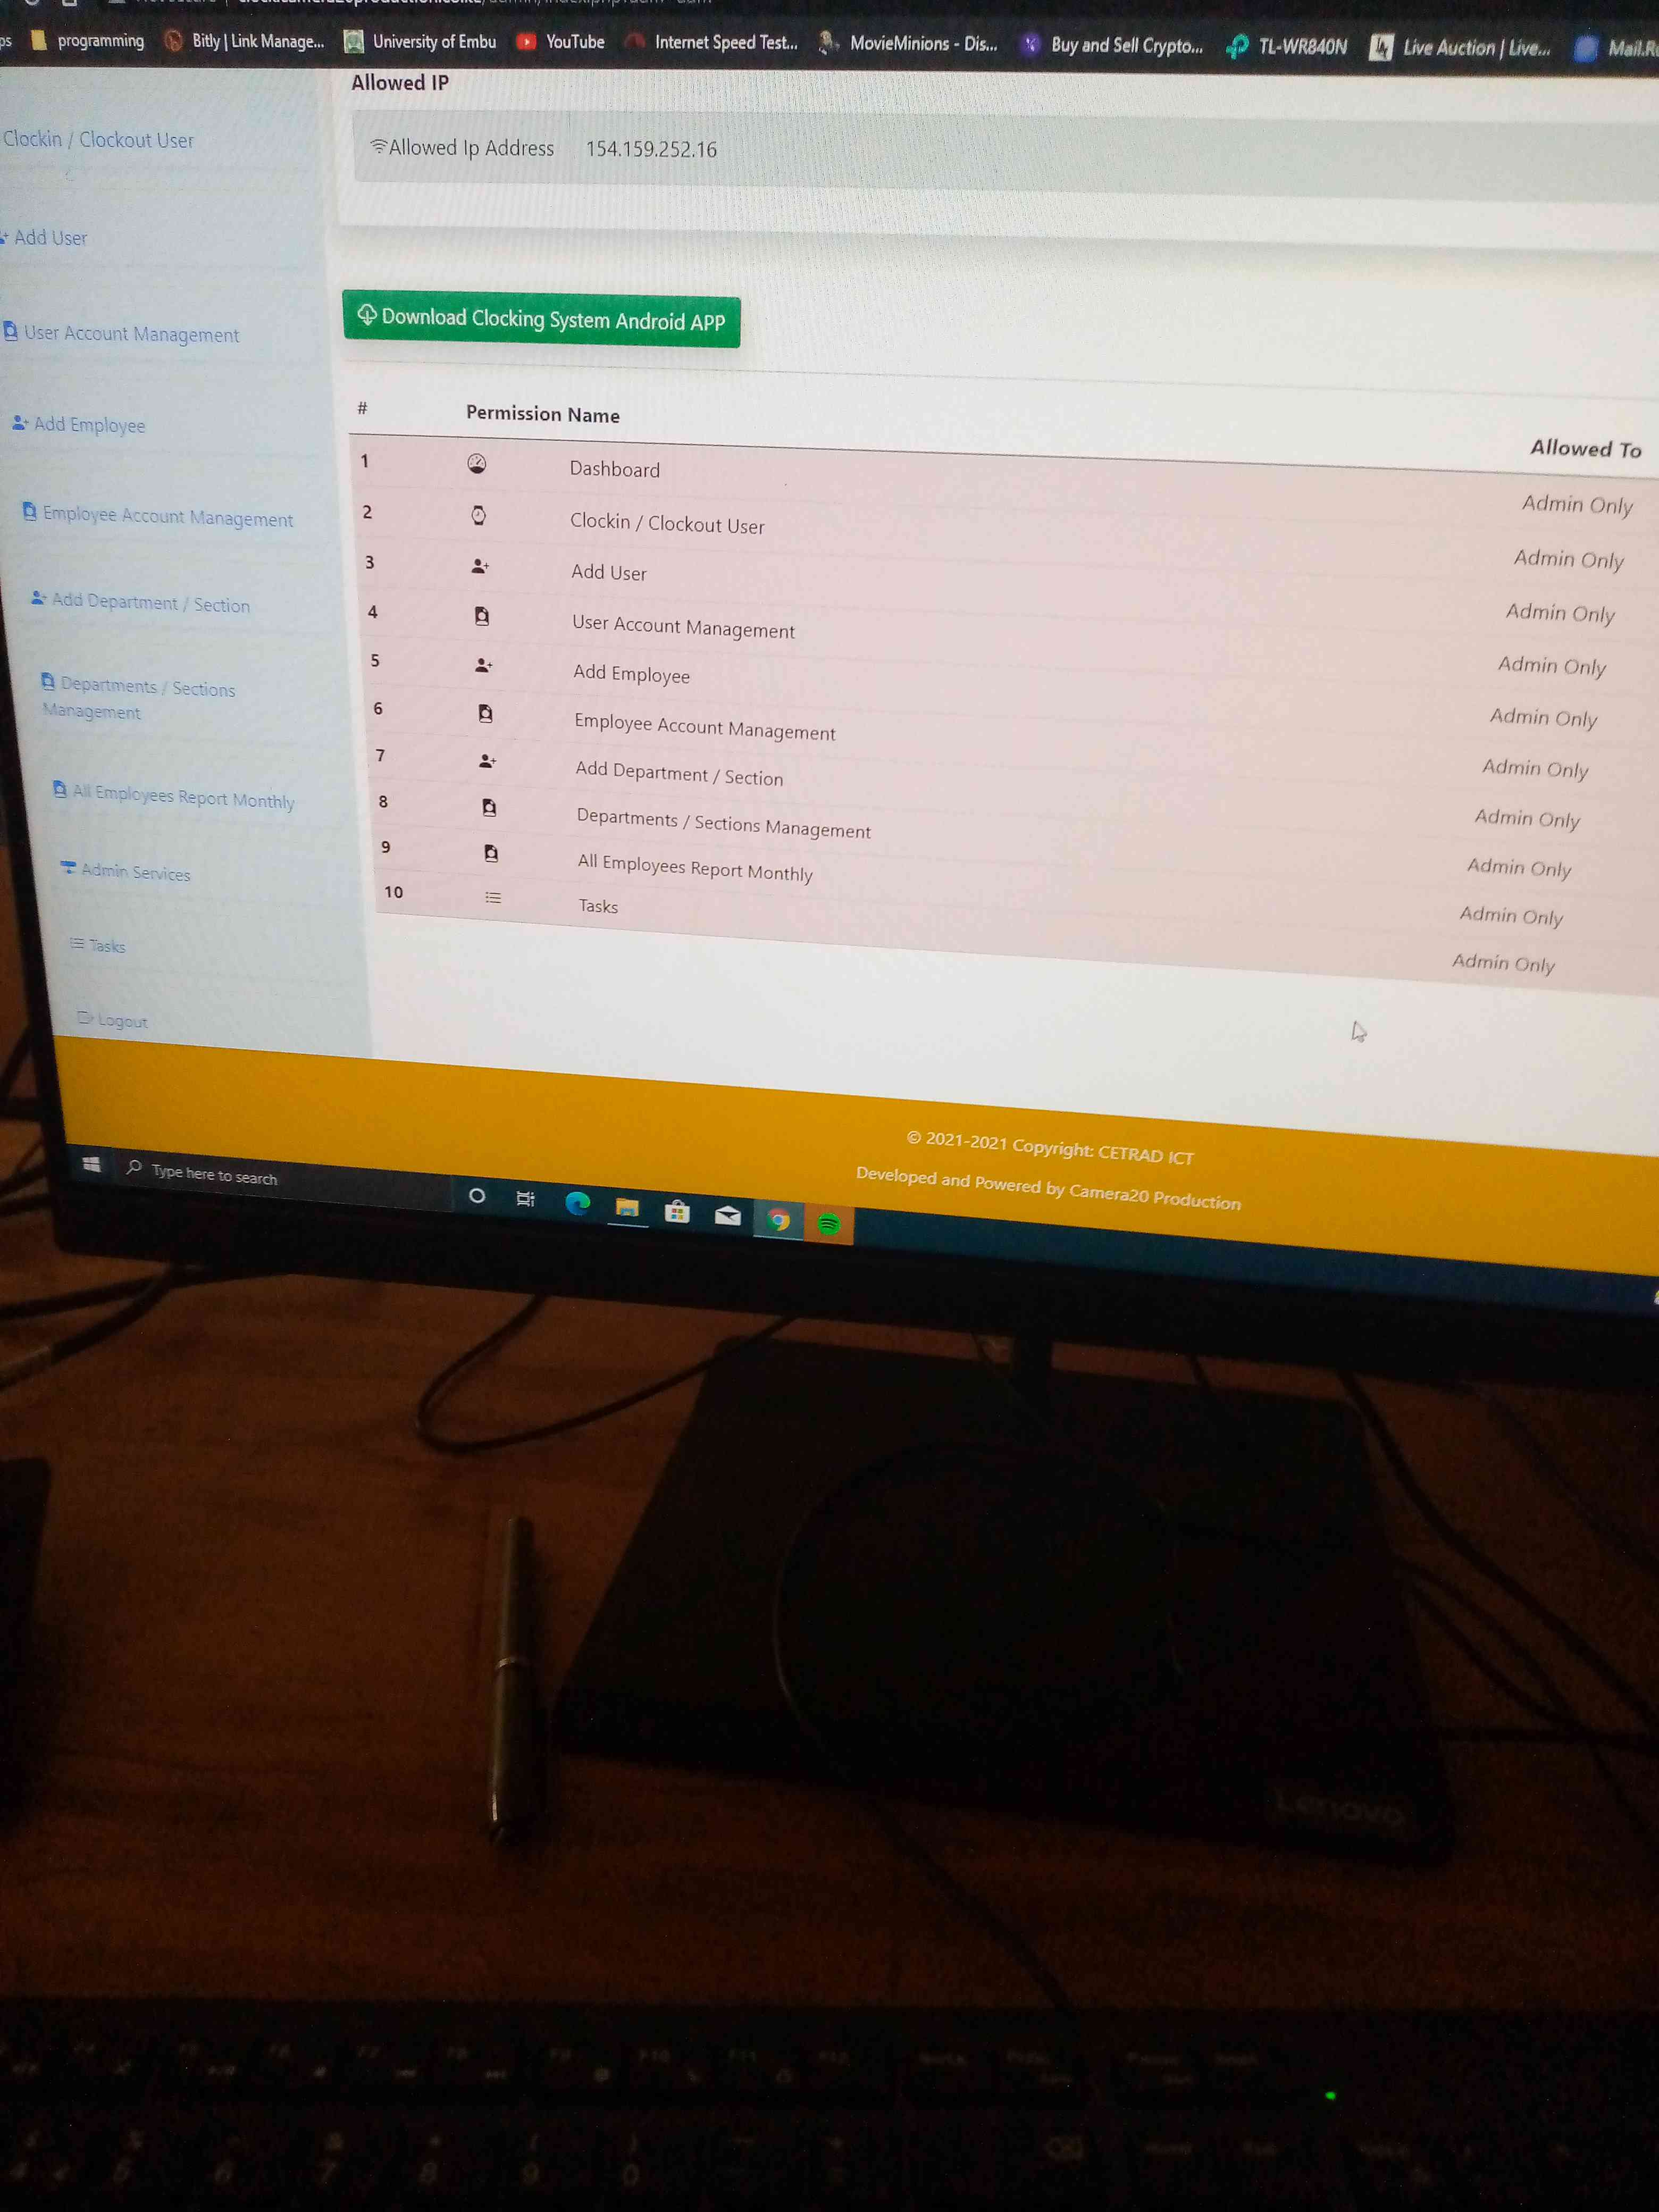 programming Bitly | Link Manage... University of Embu YouTube Internet Speed Test... MovieMinions - Dis... Buy and Sell Crypto... TL-WR840N Live Auction | Live...
Allowed IP
Allowed Ip Address 154.159.252.16
Clockin / Clockout User
Add User
User Account Management
Add Employee
Employee Account Management
Add Department / Section
Departments / Sections
Management
All Employees Report Monthly
Admin Services
Tasks
Logout
Download Clocking System Android APP
# Permission Name Allowed To
1 Dashboard Admin Only
2 Clockin / Clockout User Admin Only
3 Add User Admin Only
4 User Account Management Admin Only
5 Add Employee Admin Only
6 Employee Account Management Admin Only
7 Add Department / Section Admin Only
8 Departments / Sections Management Admin Only
9 All Employees Report Monthly Admin Only
10 Tasks Admin Only
© 2021-2021 Copyright: CETRAD ICT
Developed and Powered by Camera20 Production
Type here to search
Lenovo